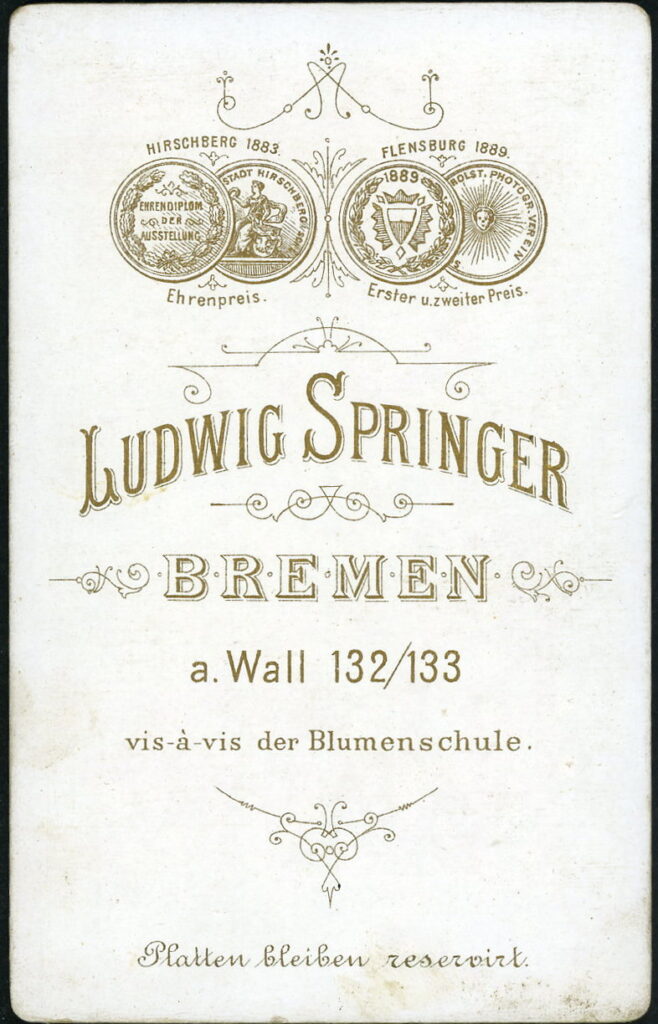 HIRSCHBERG 1883.
FLENSBURG 1889.
EHRENDIPLOM
DER
AUSSTELLUNG
STADT HIRSCHBERG
1889
HOLST. PHOTOGR. VEREIN
Ehrenpreis.
Erster u. zweiter Preis.
LUDWIG SPRINGER
B·R·E·M·E·N·
a. Wall 132/133
vis-à-vis der Blumenschule.
Platten bleiben reservirt.